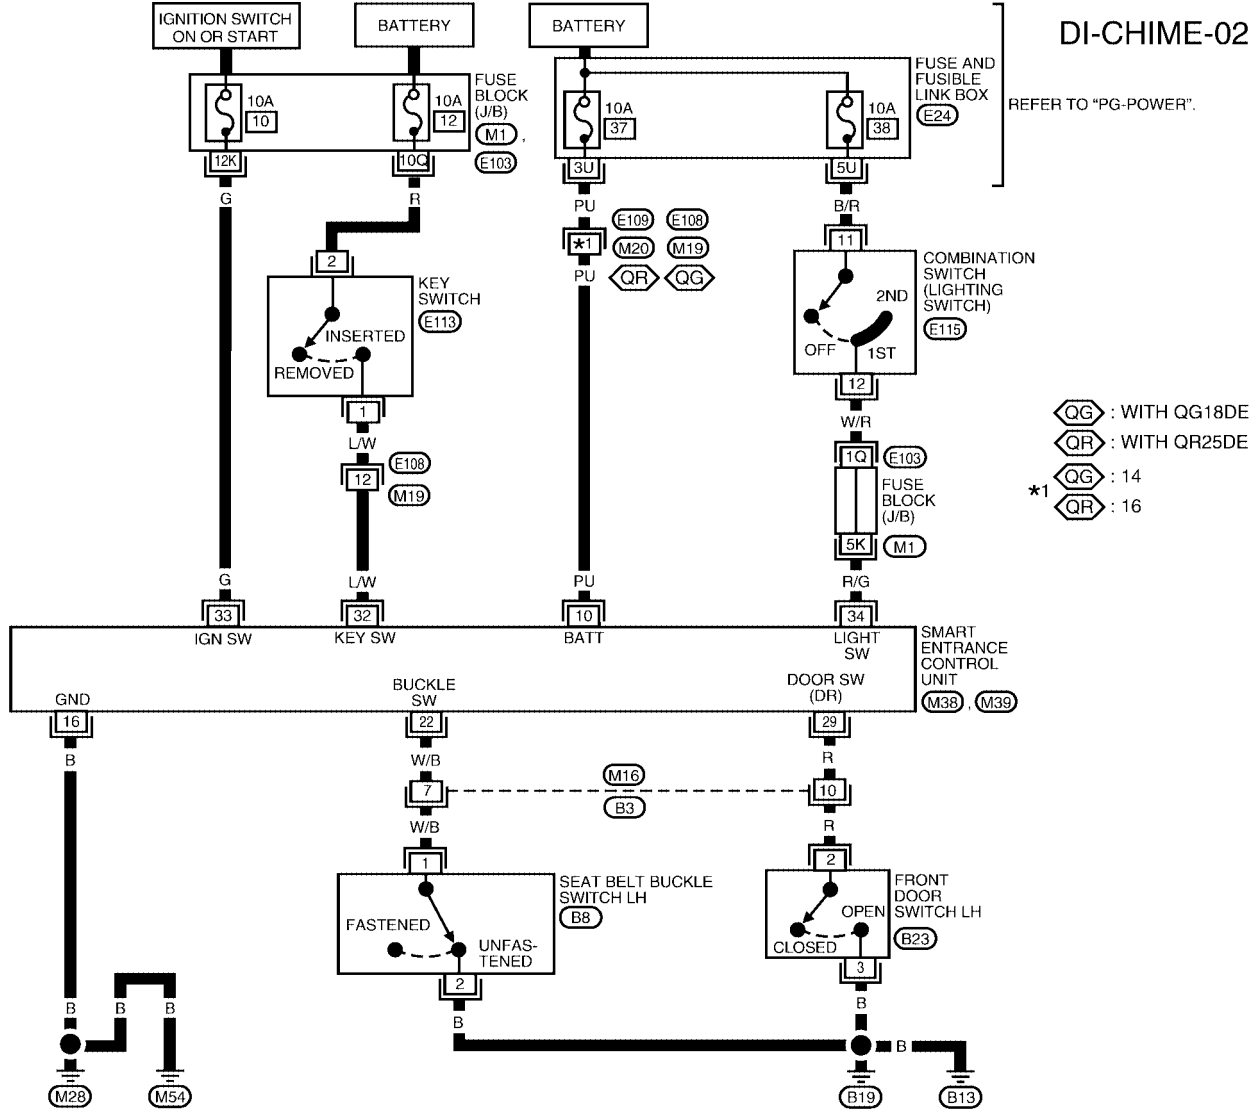 DI-CHIME-02
IGNITION SWITCH
ON OR START
BATTERY
BATTERY
10A
10
10A
12
FUSE
BLOCK
(J/B)
M1 ,
E103
10A
37
10A
38
FUSE AND
FUSIBLE
LINK BOX
E24
REFER TO "PG-POWER".
12K
10Q
3U
5U
G
R
PU
B/R
*1
E109
E108
M20
M19
QR
QG
PU
2
KEY
SWITCH
E113
INSERTED
REMOVED
1
L/W
12
E108
M19
11
COMBINATION
SWITCH
(LIGHTING
SWITCH)
E115
2ND
OFF
1ST
12
W/R
1Q
E103
FUSE
BLOCK
(J/B)
5K
M1
QG : WITH QG18DE
QR : WITH QR25DE
*1
QG : 14
QR : 16
G
L/W
PU
R/G
33
32
10
34
IGN SW
KEY SW
BATT
LIGHT
SW
SMART
ENTRANCE
CONTROL
UNIT
M38 , M39
GND
BUCKLE
SW
DOOR SW
(DR)
16
22
29
B
W/B
R
7
M16
B3
10
W/B
R
1
SEAT BELT BUCKLE
SWITCH LH
B8
FASTENED
UNFAS-
TENED
2
2
FRONT
DOOR
SWITCH LH
B23
OPEN
CLOSED
3
B
B
B
B
B
B
M28
M54
B19
B13